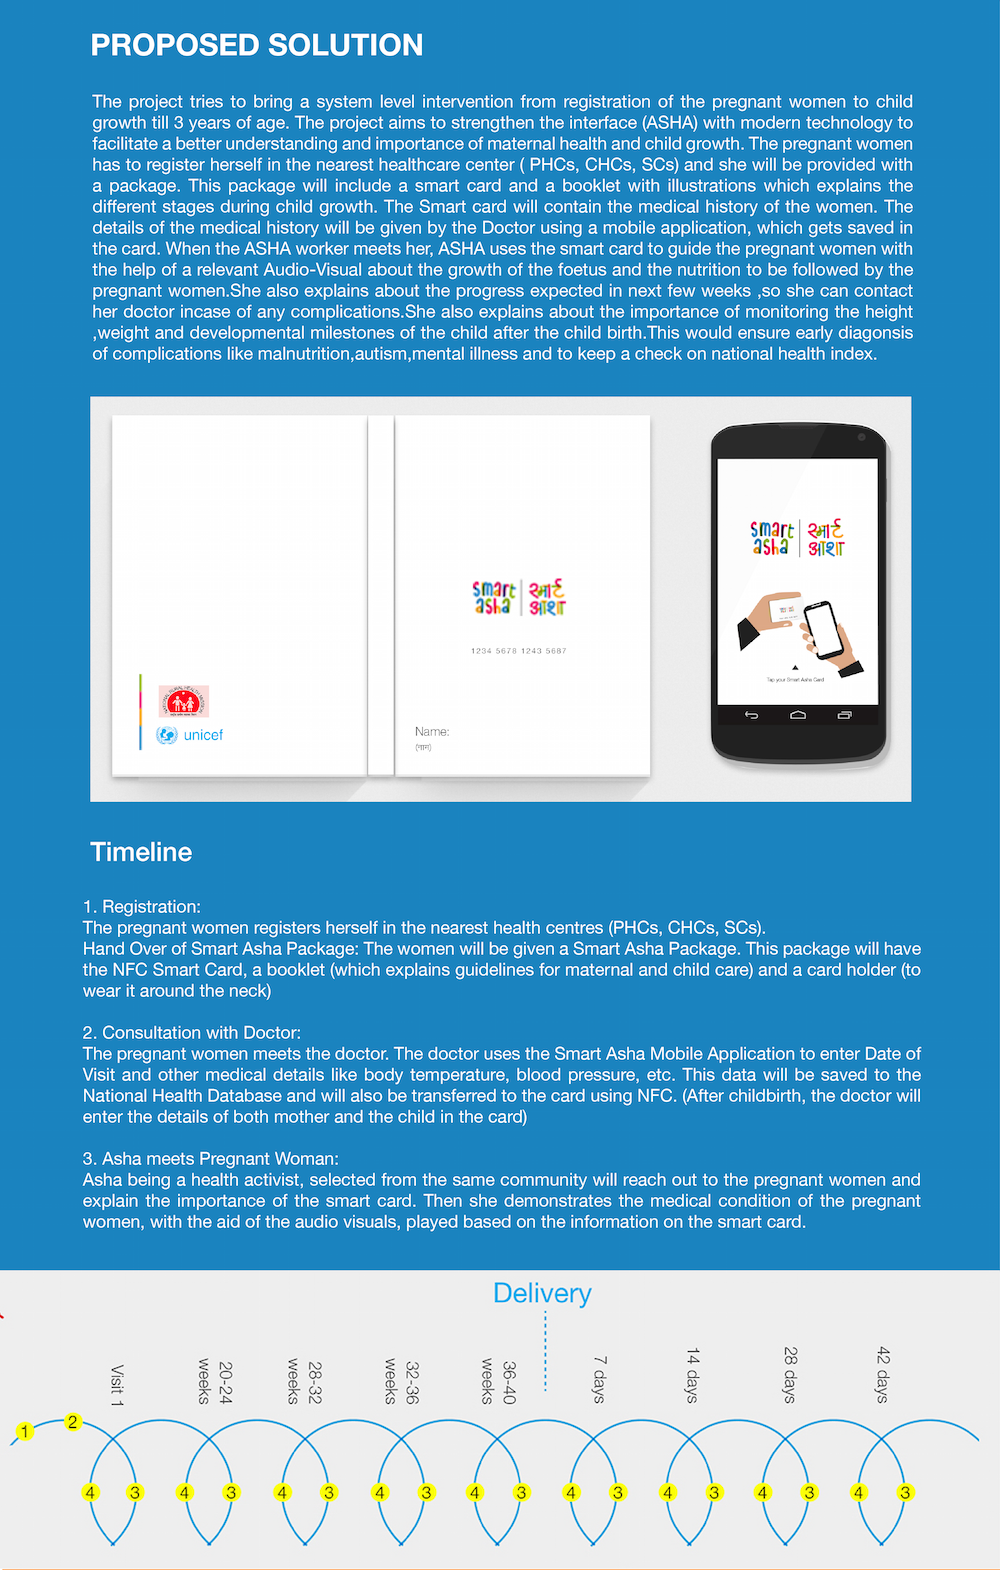 PROPOSED SOLUTION
The project tries to bring a system level intervention from registration of the pregnant women to child
growth till 3 years of age. The project aims to strengthen the interface (ASHA) with modern technology to
facilitate a better understanding and importance of maternal health and child growth. The pregnant women
has to register herself in the nearest healthcare center ( PHCs, CHCs, SCs) and she will be provided with
a package. This package will include a smart card and a booklet with illustrations which explains the
different stages during child growth. The Smart card will contain the medical history of the women. The
details of the medical history will be given by the Doctor using a mobile application, which gets saved in
the card. When the ASHA worker meets her, ASHA uses the smart card to guide the pregnant women with
the help of a relevant Audio-Visual about the growth of the foetus and the nutrition to be followed by the
pregnant women.She also explains about the progress expected in next few weeks ,so she can contact
her doctor incase of any complications.She also explains about the importance of monitoring the height
,weight and developmental milestones of the child after the child birth.This would ensure early diagonsis
of complications like malnutrition,autism,mental illness and to keep a check on national health index.
smart asha | स्मार्ट आशा
1234 5678 1243 5687
unicef
Name:
(नाम)
smart asha | स्मार्ट आशा
Tap your Smart Asha Card
Timeline
1. Registration:
The pregnant women registers herself in the nearest health centres (PHCs, CHCs, SCs).
Hand Over of Smart Asha Package: The women will be given a Smart Asha Package. This package will have
the NFC Smart Card, a booklet (which explains guidelines for maternal and child care) and a card holder (to
wear it around the neck)
2. Consultation with Doctor:
The pregnant women meets the doctor. The doctor uses the Smart Asha Mobile Application to enter Date of
Visit and other medical details like body temperature, blood pressure, etc. This data will be saved to the
National Health Database and will also be transferred to the card using NFC. (After childbirth, the doctor will
enter the details of both mother and the child in the card)
3. Asha meets Pregnant Woman:
Asha being a health activist, selected from the same community will reach out to the pregnant women and
explain the importance of the smart card. Then she demonstrates the medical condition of the pregnant
women, with the aid of the audio visuals, played based on the information on the smart card.
Delivery
Visit 1
20-24 weeks
28-32 weeks
32-36 weeks
36-40 weeks
7 days
14 days
28 days
42 days
1 2
4 3 4 3 4 3 4 3 4 3 4 3 4 3 4 3 4 3